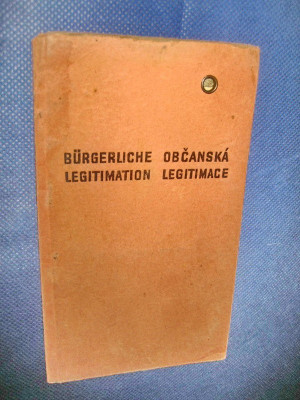 BÜRGERLICHE OBČANSKÁ
LEGITIMATION LEGITIMACE